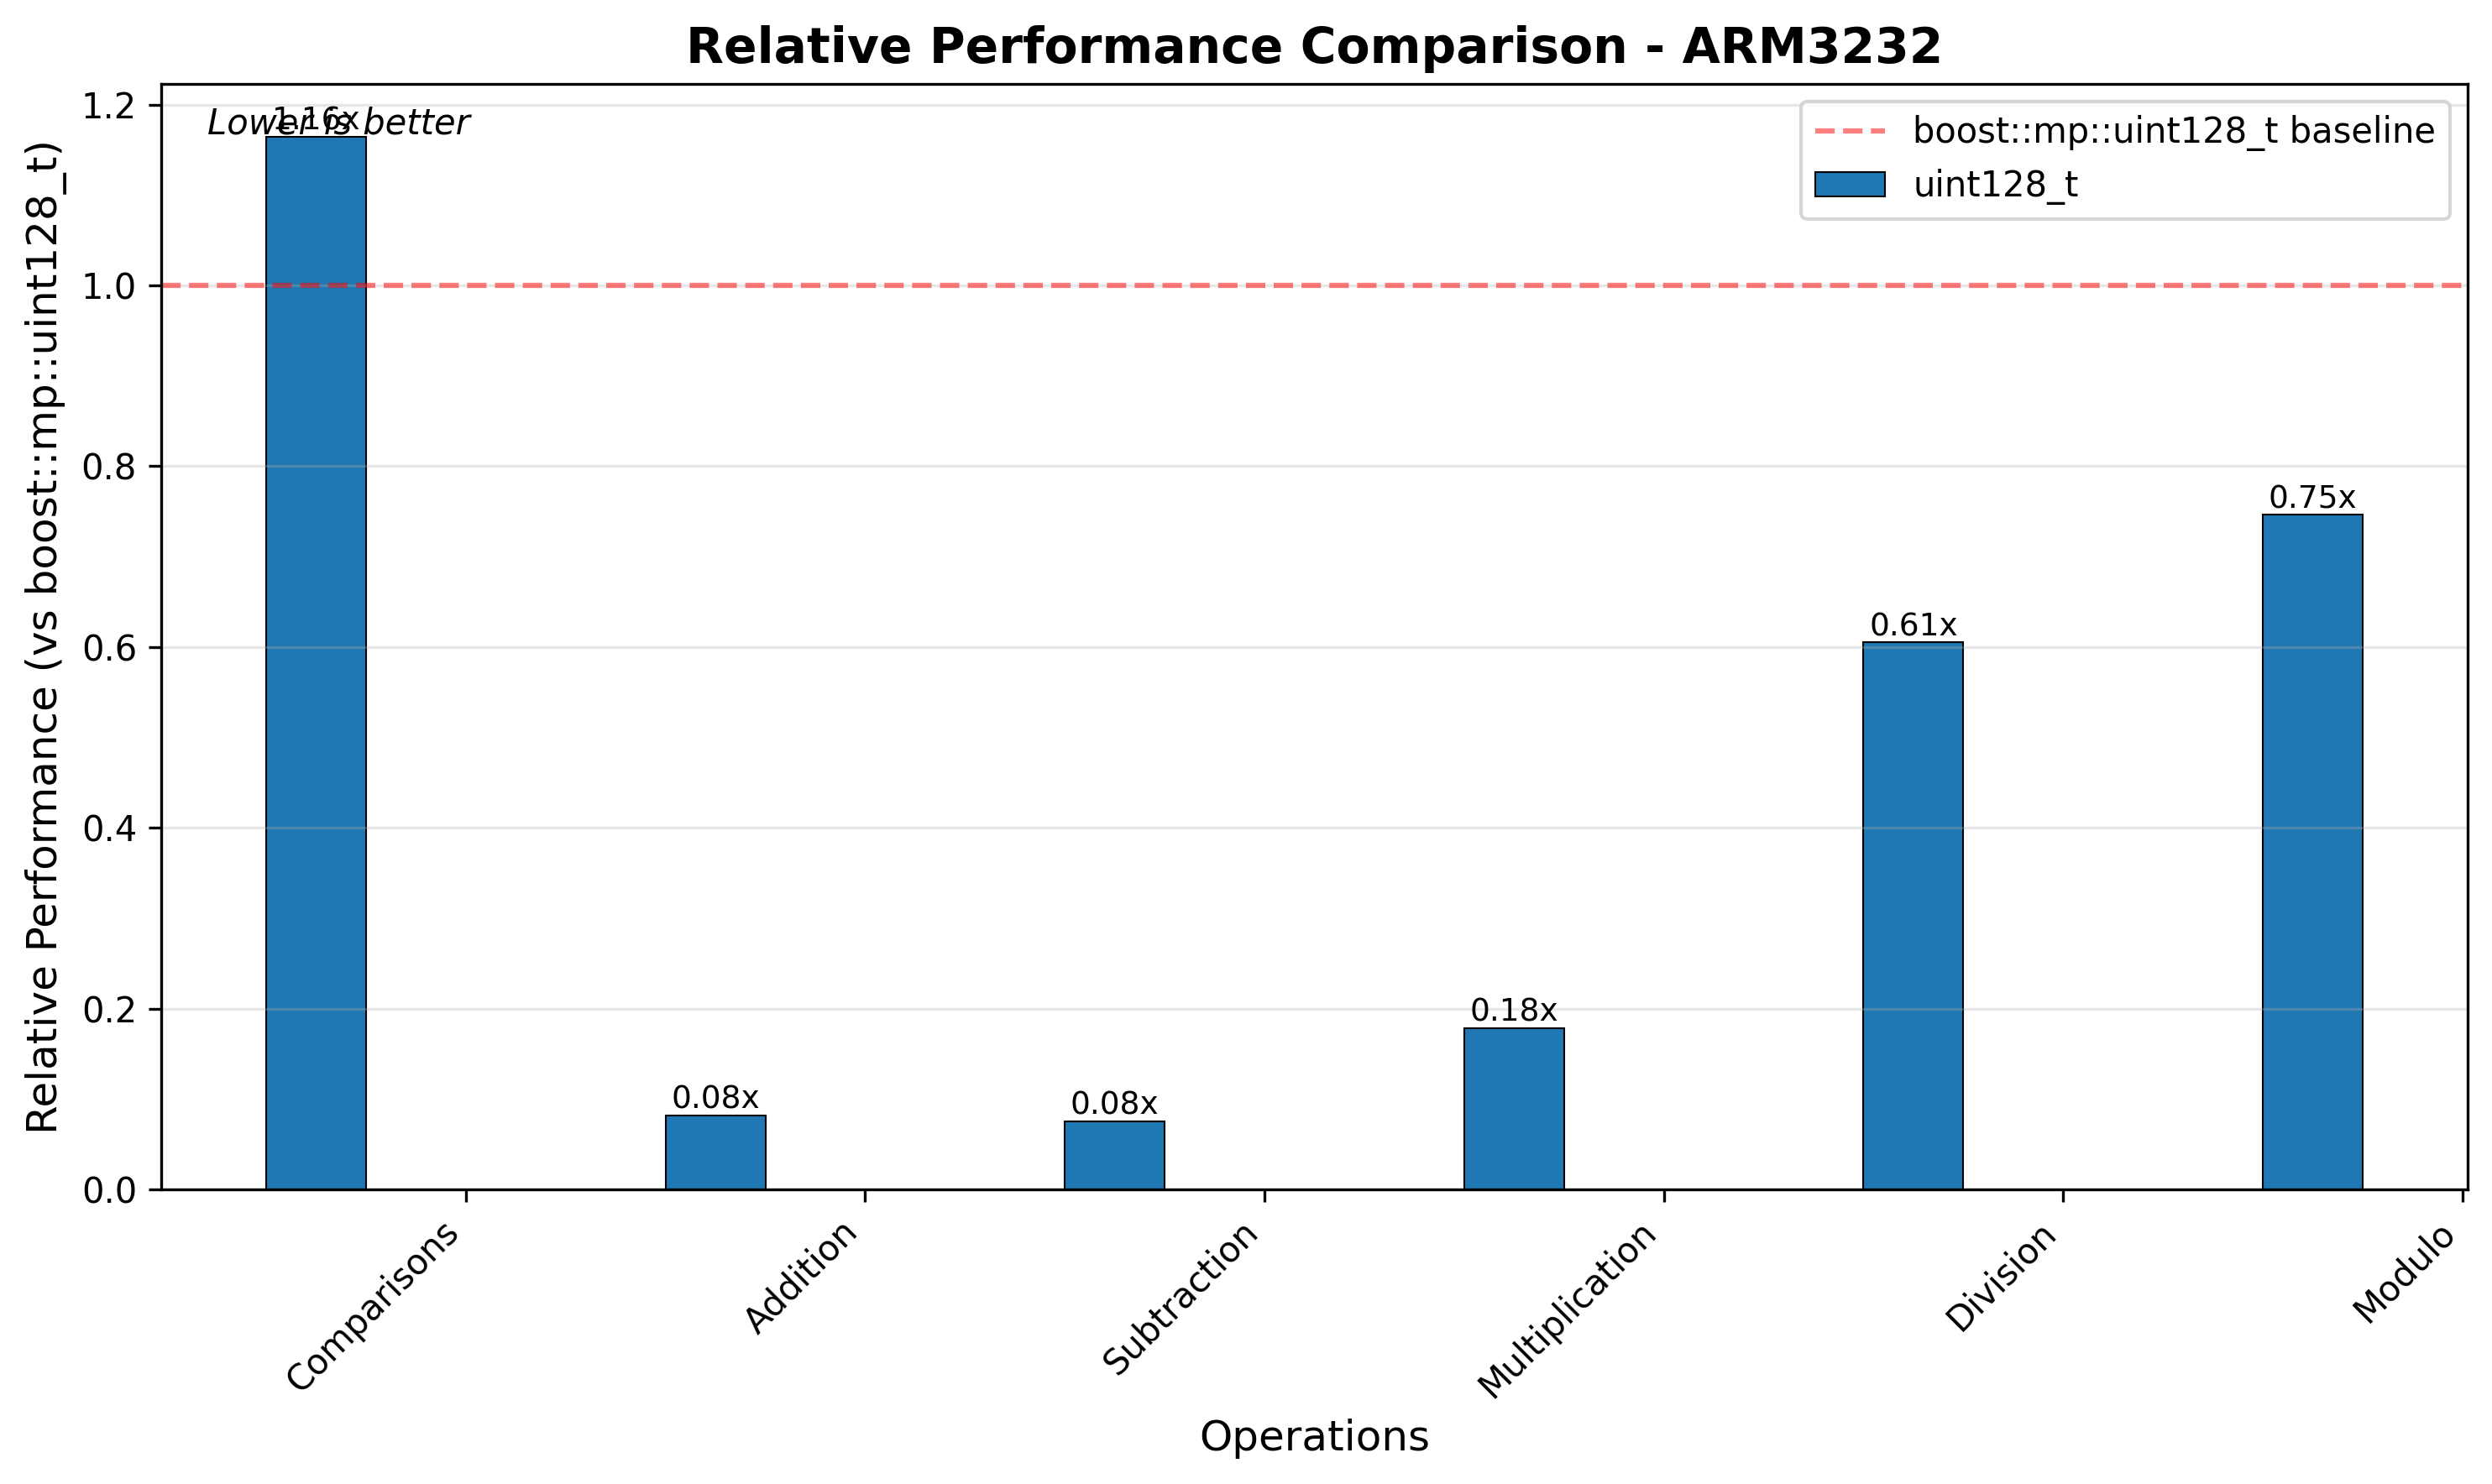 Relative Performance Comparison - ARM3232
Relative Performance (vs boost::mp::uint128_t)
1.2
1.0
0.8
0.6
0.4
0.2
0.0
Lower is better
1.16x
0.08x
0.08x
0.18x
0.61x
0.75x
boost::mp::uint128_t baseline
uint128_t
Comparisons
Addition
Subtraction
Multiplication
Division
Modulo
Operations